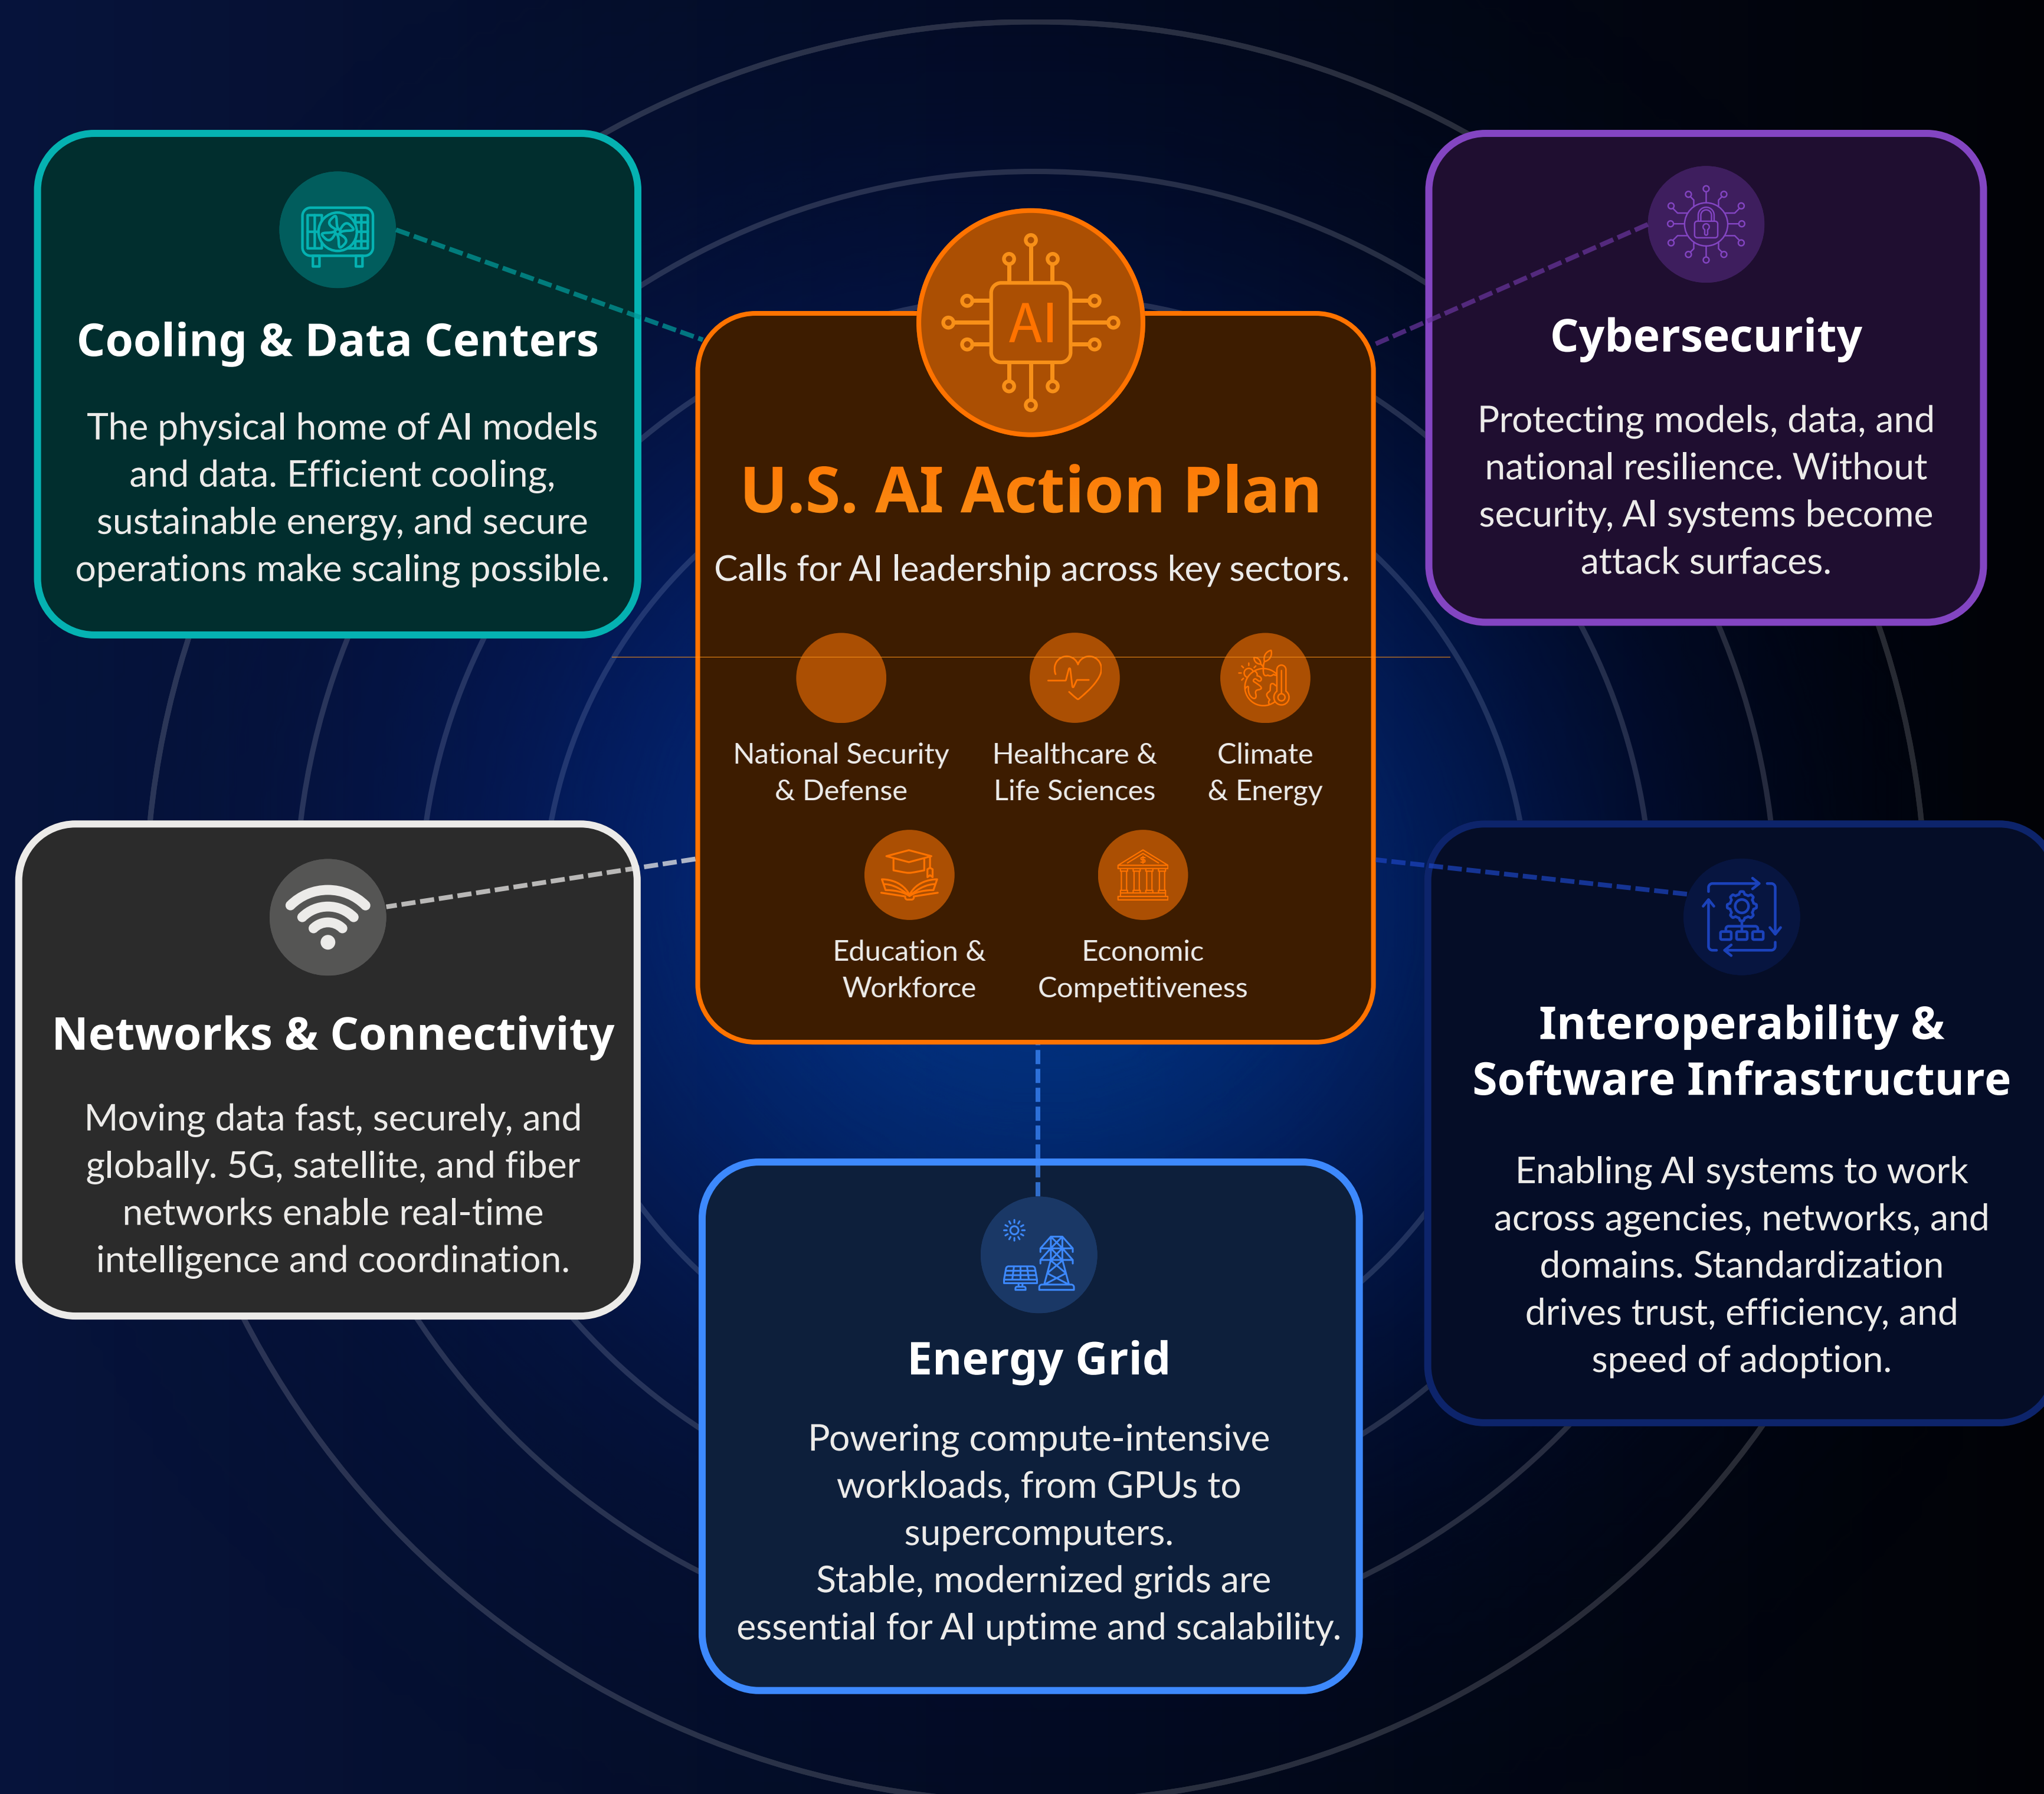 Cooling & Data Centers
The physical home of AI models
and data. Efficient cooling,
sustainable energy, and secure
operations make scaling possible.
Cybersecurity
Protecting models, data, and
national resilience. Without
security, AI systems become
attack surfaces.
AI
U.S. AI Action Plan
Calls for AI leadership across key sectors.
National Security
& Defense
Healthcare &
Life Sciences
Climate
& Energy
Education &
Workforce
$
Economic
Competitiveness
Networks & Connectivity
Moving data fast, securely, and
globally. 5G, satellite, and fiber
networks enable real-time
intelligence and coordination.
Interoperability &
Software Infrastructure
Enabling AI systems to work
across agencies, networks, and
domains. Standardization
drives trust, efficiency, and
speed of adoption.
Energy Grid
Powering compute-intensive
workloads, from GPUs to
supercomputers.
Stable, modernized grids are
essential for AI uptime and scalability.